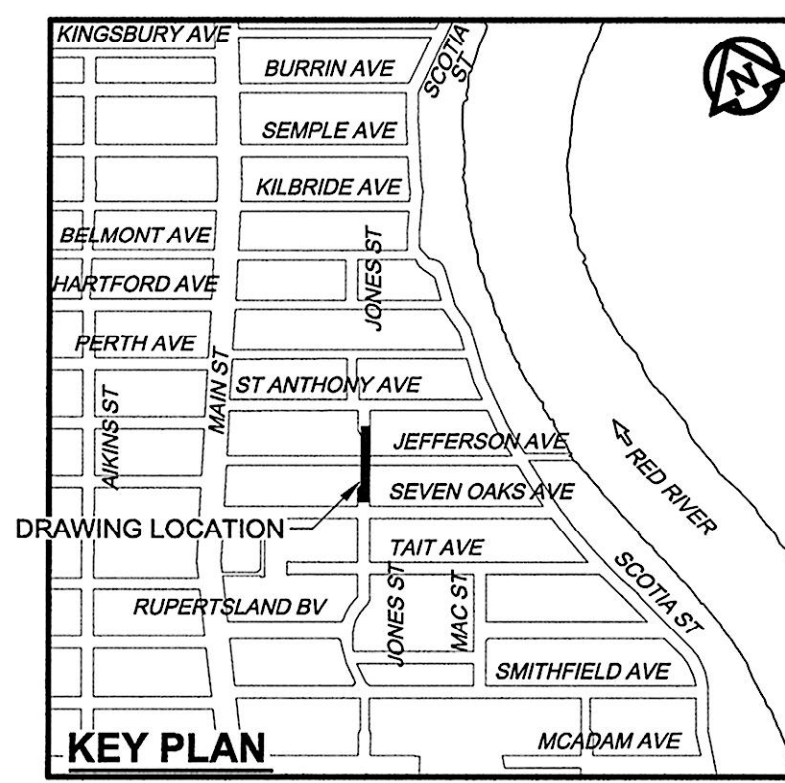 KINGSBURY AVE
BURRIN AVE
SCOTIA
ST
N
SEMPLE AVE
KILBRIDE AVE
BELMONT AVE
JONES ST
HARTFORD AVE
PERTH AVE
MAIN ST
ST ANTHONY AVE
AIKINS ST
JEFFERSON AVE
RED RIVER
SEVEN OAKS AVE
DRAWING LOCATION
TAIT AVE
SCOTIA ST
RUPERTSLAND BV
JONES ST
MAC ST
SMITHFIELD AVE
KEY PLAN
MCADAM AVE